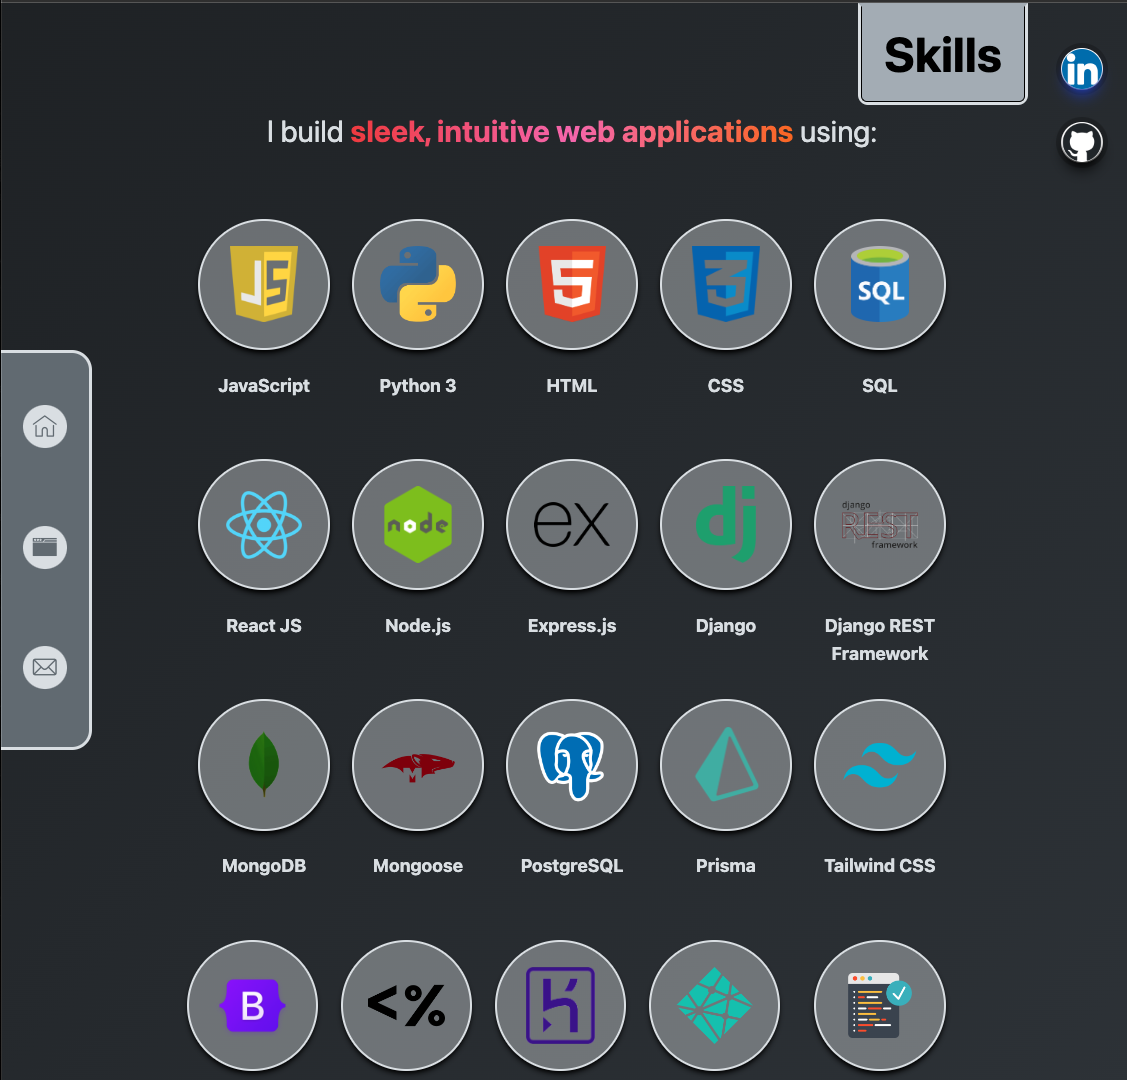 Skills
in
I build sleek, intuitive web applications using:
JS
5
3
SQL
JavaScript
Python 3
HTML
CSS
SQL
node
ex
dj
django
REST
framework
React JS
Node.js
Express.js
Django
Django REST
Framework
M
MongoDB
Mongoose
PostgreSQL
Prisma
Tailwind CSS
B
<%